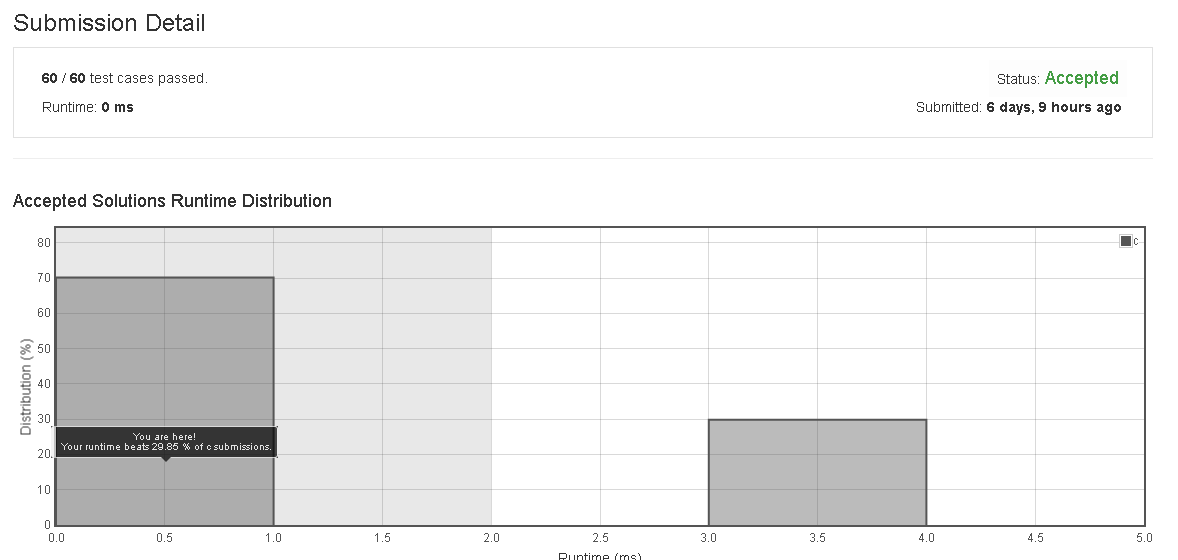 Submission Detail
60 / 60 test cases passed.
Status: Accepted
Runtime: 0 ms
Submitted: 6 days, 9 hours ago
Accepted Solutions Runtime Distribution
c
80
70
60
50
40
30
20
10
0
Distribution (%)
You are here!
Your runtime beats 29.85 % of c submissions.
0.0
0.5
1.0
1.5
2.0
2.5
3.0
3.5
4.0
4.5
5.0
Runtime (ms)